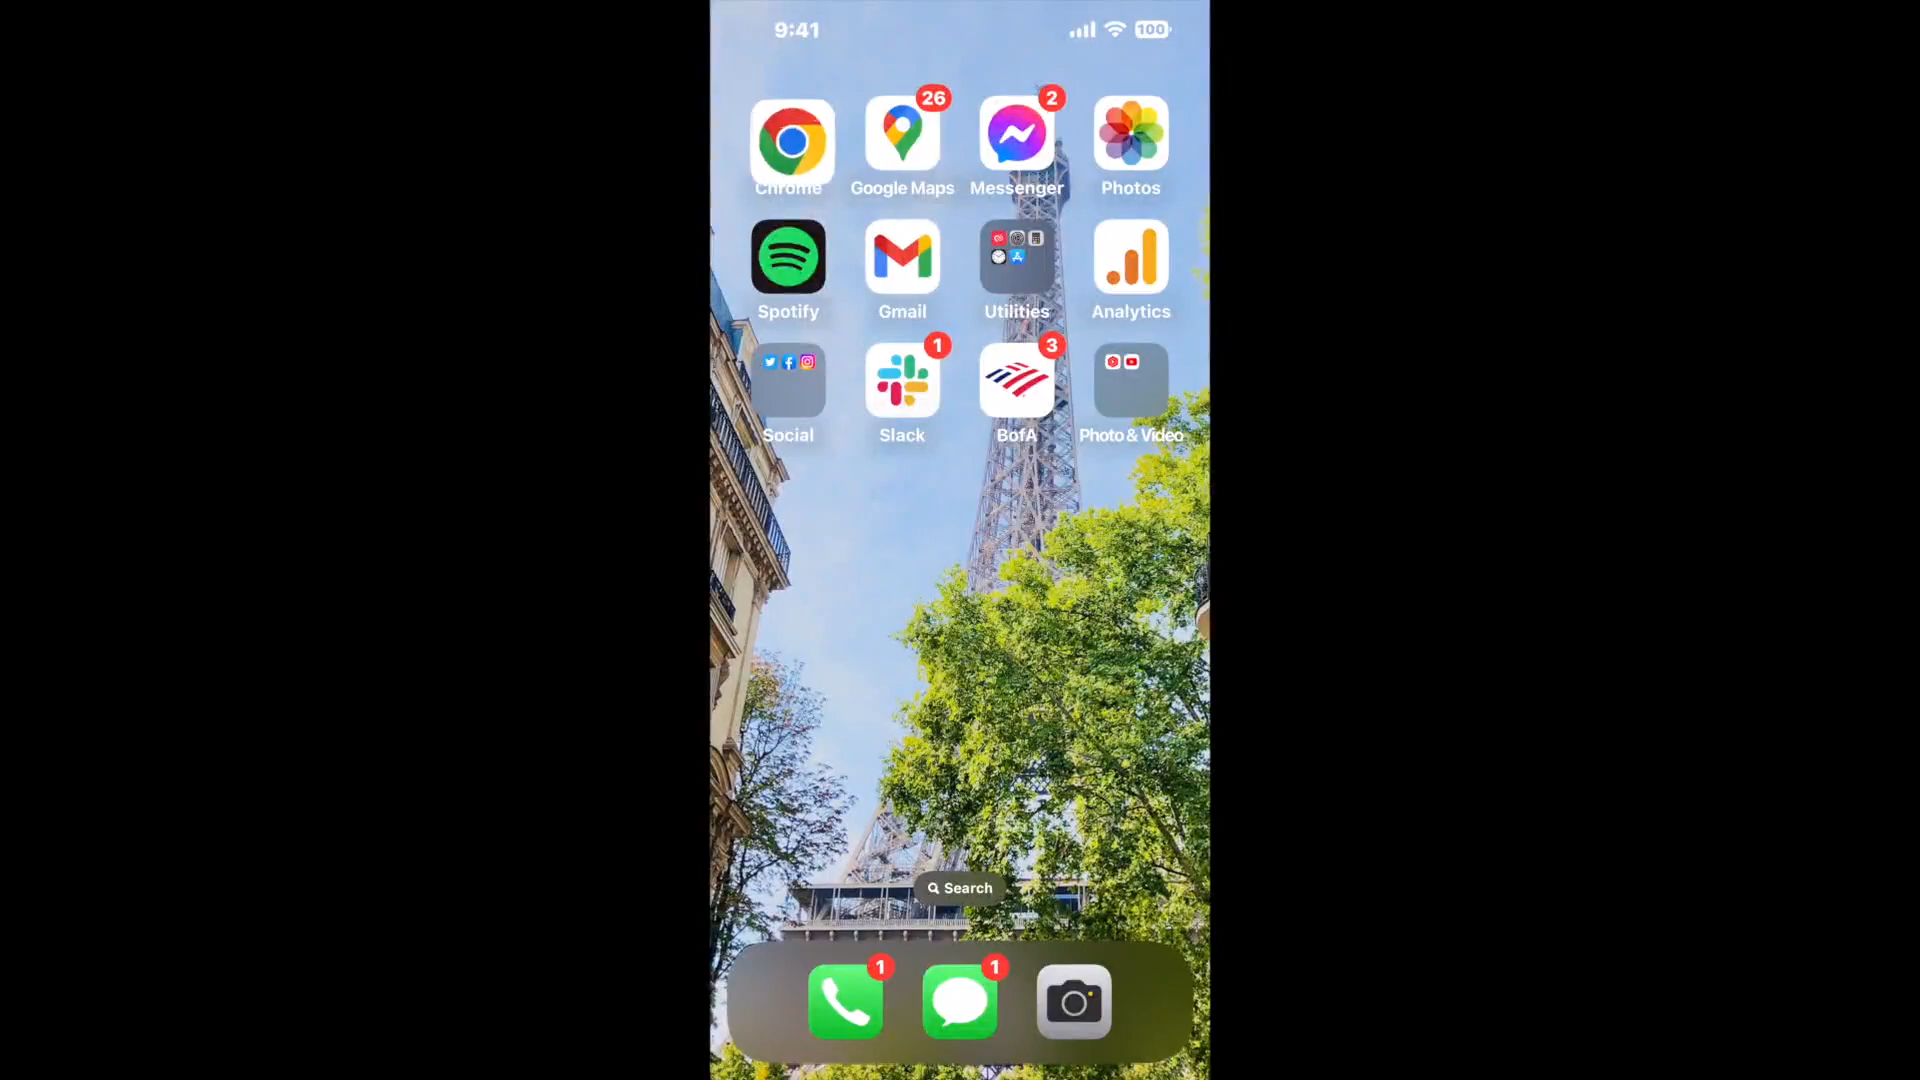 9:41
100
26
2
Chrome
Google Maps
Messenger
Photos
Spotify
Gmail
Utilities
Analytics
1
3
Social
Slack
BofA
Photo & Video
Search
1
1